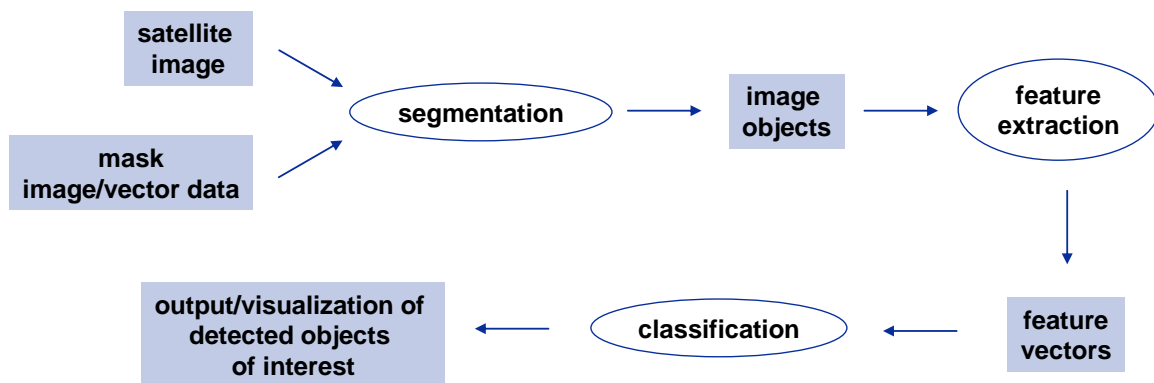 satellite
image
mask
image/vector data
segmentation
image
objects
feature
extraction
feature
vectors
classification
output/visualization of
detected objects
of interest